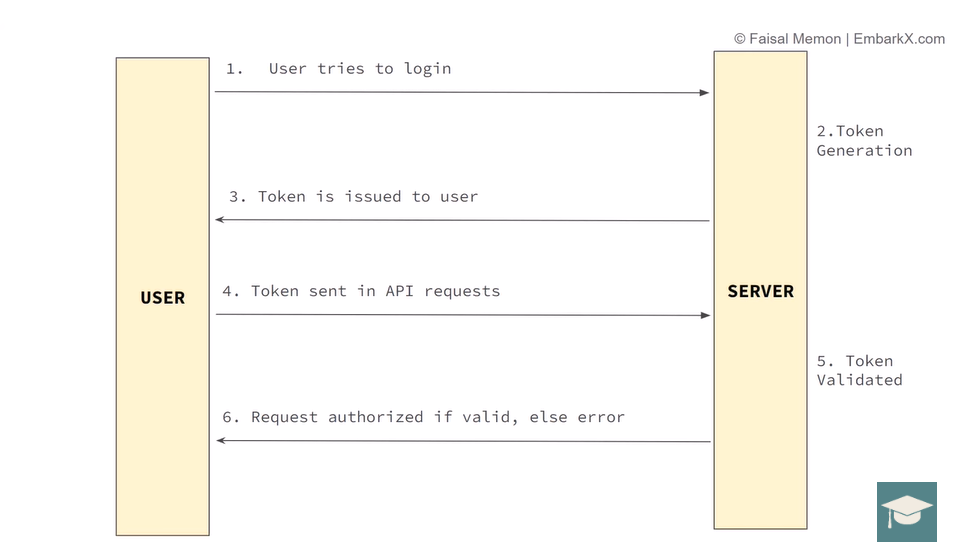 © Faisal Memon | EmbarkX.com
1. User tries to login
2.Token
Generation
3. Token is issued to user
USER
4. Token sent in API requests
SERVER
5. Token
Validated
6. Request authorized if valid, else error